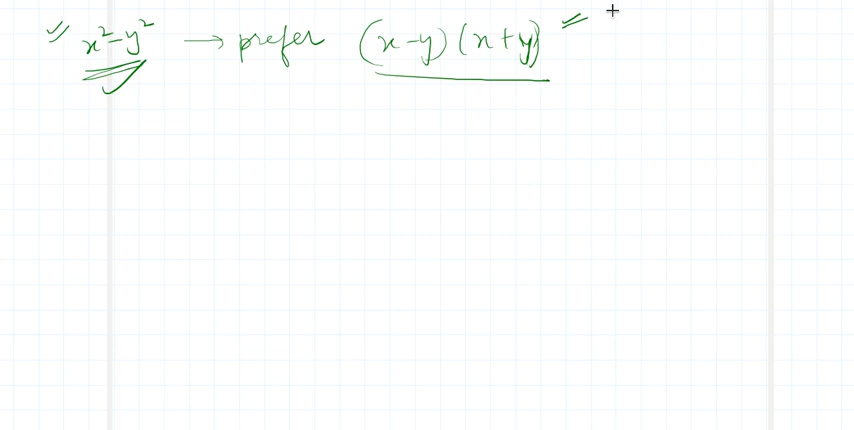 x² - y² → prefer (x - y) (x + y)